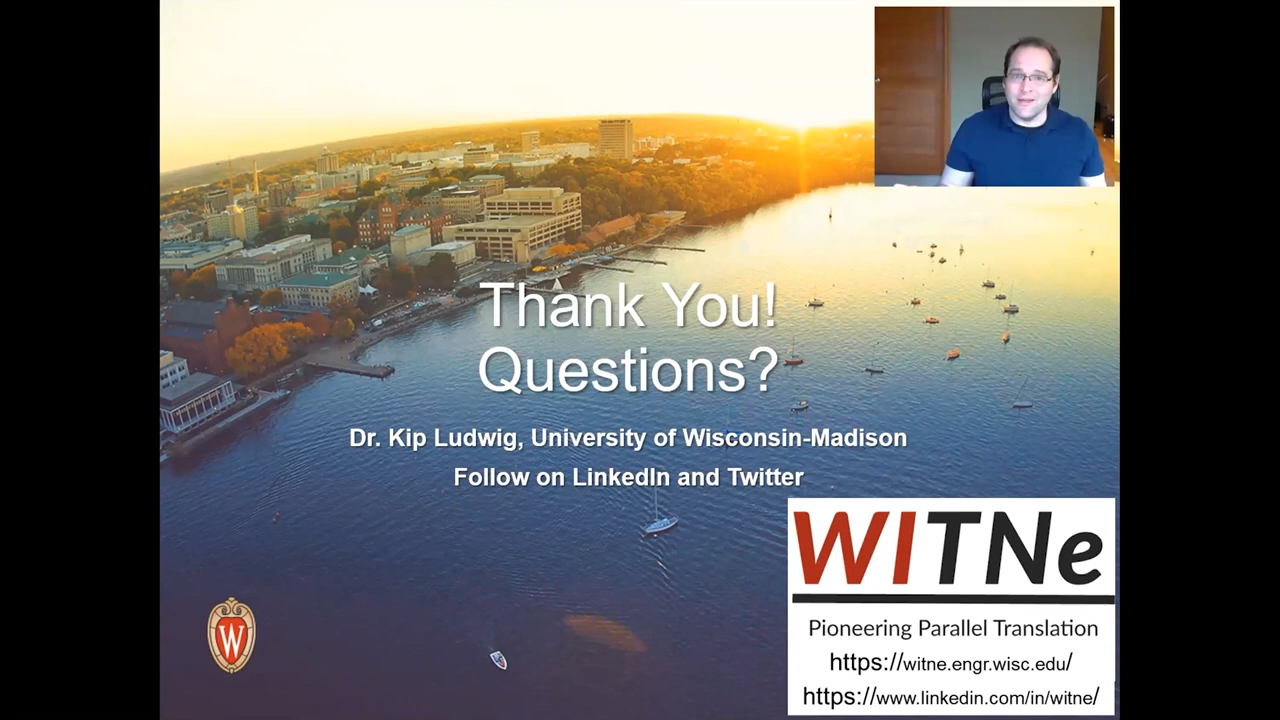 Thank You!
Questions?
Dr. Kip Ludwig, University of Wisconsin-Madison
Follow on LinkedIn and Twitter
W
WITNe
Pioneering Parallel Translation
https://witne.engr.wisc.edu/
https://www.linkedin.com/in/witne/